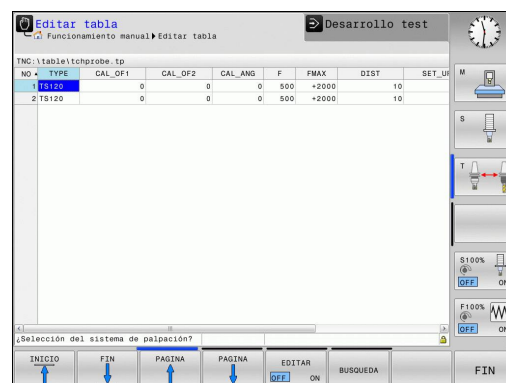 Editar tabla
Funcionamiento manual Editar tabla
Desarrollo test
TNC:\table\tchprobe.tp
NO TYPE CAL_OF1 CAL_OF2 CAL_ANG F FMAX DIST SET_UP
1 TS120 0 0 0 500 +2000 10
2 TS120 0 0 0 500 +2000 10
M
S
T
S100%
OFF ON
F100%
OFF ON
¿Selección del sistema de palpación?
INICIO FIN PAGINA PAGINA EDITAR BUSQUEDA FIN
OFF ON